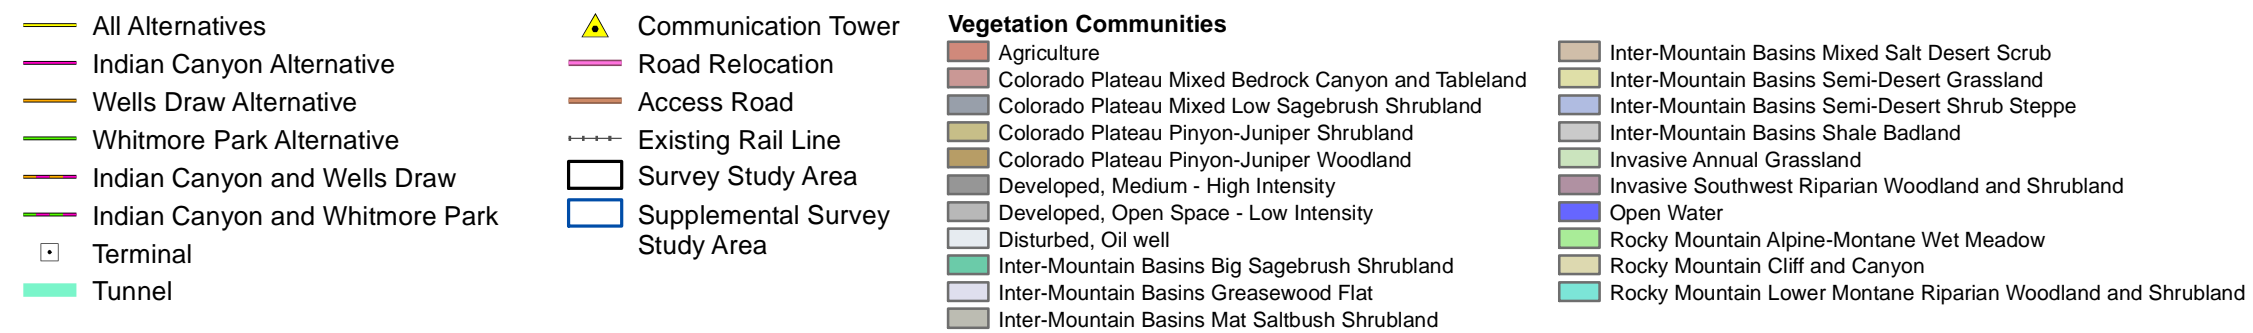 All Alternatives
Indian Canyon Alternative
Wells Draw Alternative
Whitmore Park Alternative
Indian Canyon and Wells Draw
Indian Canyon and Whitmore Park
Terminal
Tunnel
Communication Tower
Road Relocation
Access Road
Existing Rail Line
Survey Study Area
Supplemental Survey
Study Area
Vegetation Communities
Agriculture
Colorado Plateau Mixed Bedrock Canyon and Tableland
Colorado Plateau Mixed Low Sagebrush Shrubland
Colorado Plateau Pinyon-Juniper Shrubland
Colorado Plateau Pinyon-Juniper Woodland
Developed, Medium - High Intensity
Developed, Open Space - Low Intensity
Disturbed, Oil well
Inter-Mountain Basins Big Sagebrush Shrubland
Inter-Mountain Basins Greasewood Flat
Inter-Mountain Basins Mat Saltbush Shrubland
Inter-Mountain Basins Mixed Salt Desert Scrub
Inter-Mountain Basins Semi-Desert Grassland
Inter-Mountain Basins Semi-Desert Shrub Steppe
Inter-Mountain Basins Shale Badland
Invasive Annual Grassland
Invasive Southwest Riparian Woodland and Shrubland
Open Water
Rocky Mountain Alpine-Montane Wet Meadow
Rocky Mountain Cliff and Canyon
Rocky Mountain Lower Montane Riparian Woodland and Shrubland